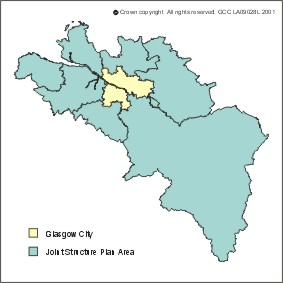 © Crown copyright. All rights reserved. GCC LA09028L 2001
Glasgow City
Joint Structure Plan Area